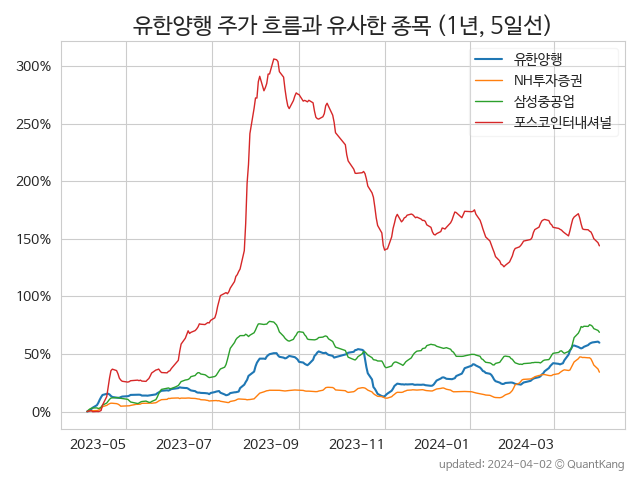 유한양행 주가 흐름과 유사한 종목 (1년, 5일선)
유한양행
NH투자증권
삼성중공업
포스코인터내셔널
300%
250%
200%
150%
100%
50%
0%
2023-05 2023-07 2023-09 2023-11 2024-01 2024-03
updated: 2024-04-02 © QuantKang